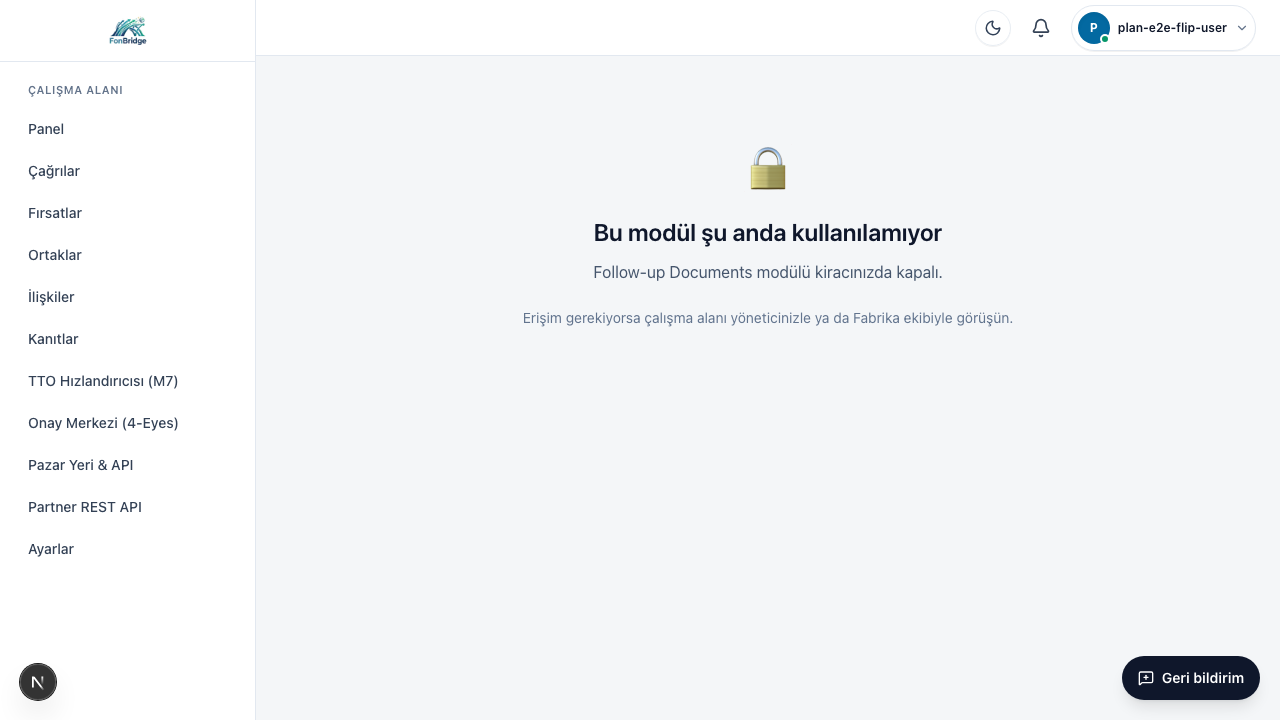 FonBridge
P
plan-e2e-flip-user
ÇALIŞMA ALANI
Panel
Çağrılar
Fırsatlar
Ortaklar
İlişkiler
Kanıtlar
TTO Hızlandırıcısı (M7)
Onay Merkezi (4-Eyes)
Pazar Yeri & API
Partner REST API
Ayarlar
Bu modül şu anda kullanılamıyor
Follow-up Documents modülü kiracınızda kapalı.
Erişim gerekiyorsa çalışma alanı yöneticinizle ya da Fabrika ekibiyle görüşün.
N
Geri bildirim